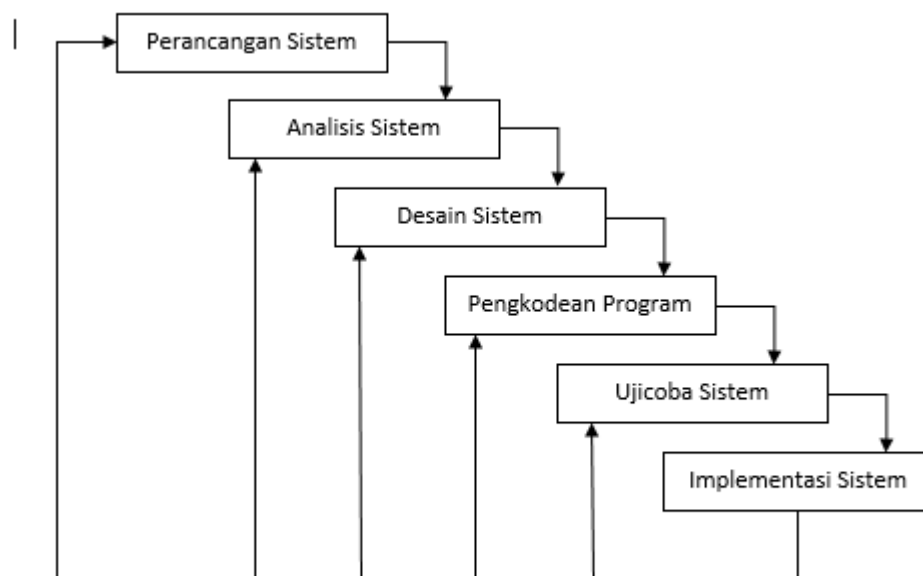 Perancangan Sistem
Analisis Sistem
Desain Sistem
Pengkodean Program
Ujicoba Sistem
Implementasi Sistem